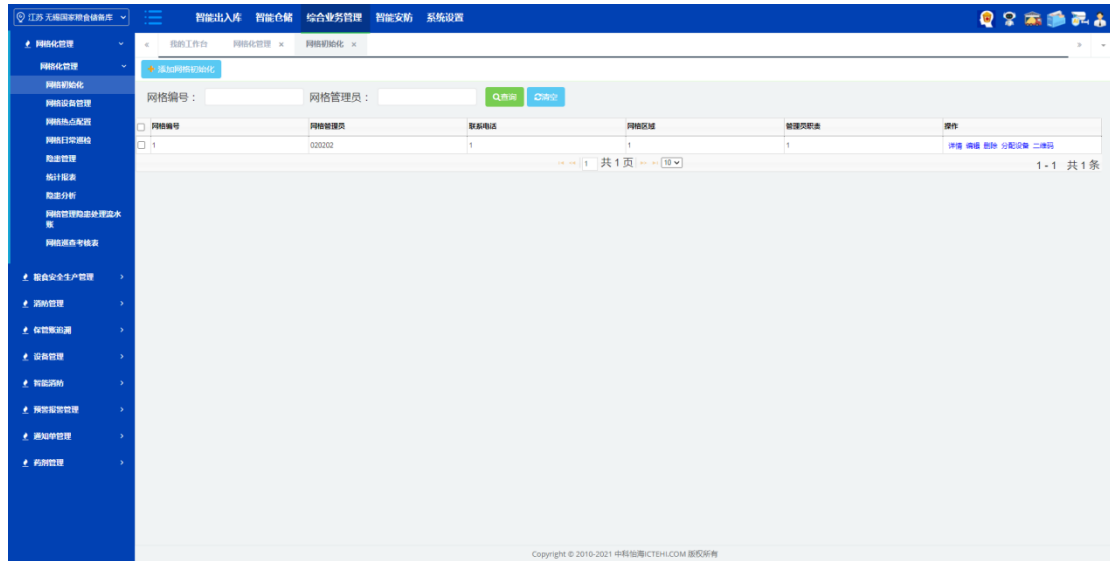 江苏 无锡国家粮食储备库
智能出入库 智能仓储 综合业务管理 智能安防 系统设置
网格化管理
网格化管理
网格初始化
网格设备管理
网格热点配置
网格日常巡检
隐患管理
统计报表
隐患分析
网格管理隐患处理流水
账
网格巡查考核表
粮食安全生产管理
消防管理
保管账追溯
设备管理
智能消防
预警报警管理
通知单管理
药剂管理
我的工作台 网格化管理 × 网格初始化 ×
+ 添加网格初始化
网格编号： 网格管理员： 查询 清空
网格编号 网格管理员 联系电话 网格区域 管理员职责 操作
1 020202 1 1 1 详情 编辑 删除 分配设备 二维码
1 共 1 页 10
1 - 1 共 1 条
Copyright © 2010-2021 中科怡海ICTEHI.COM 版权所有